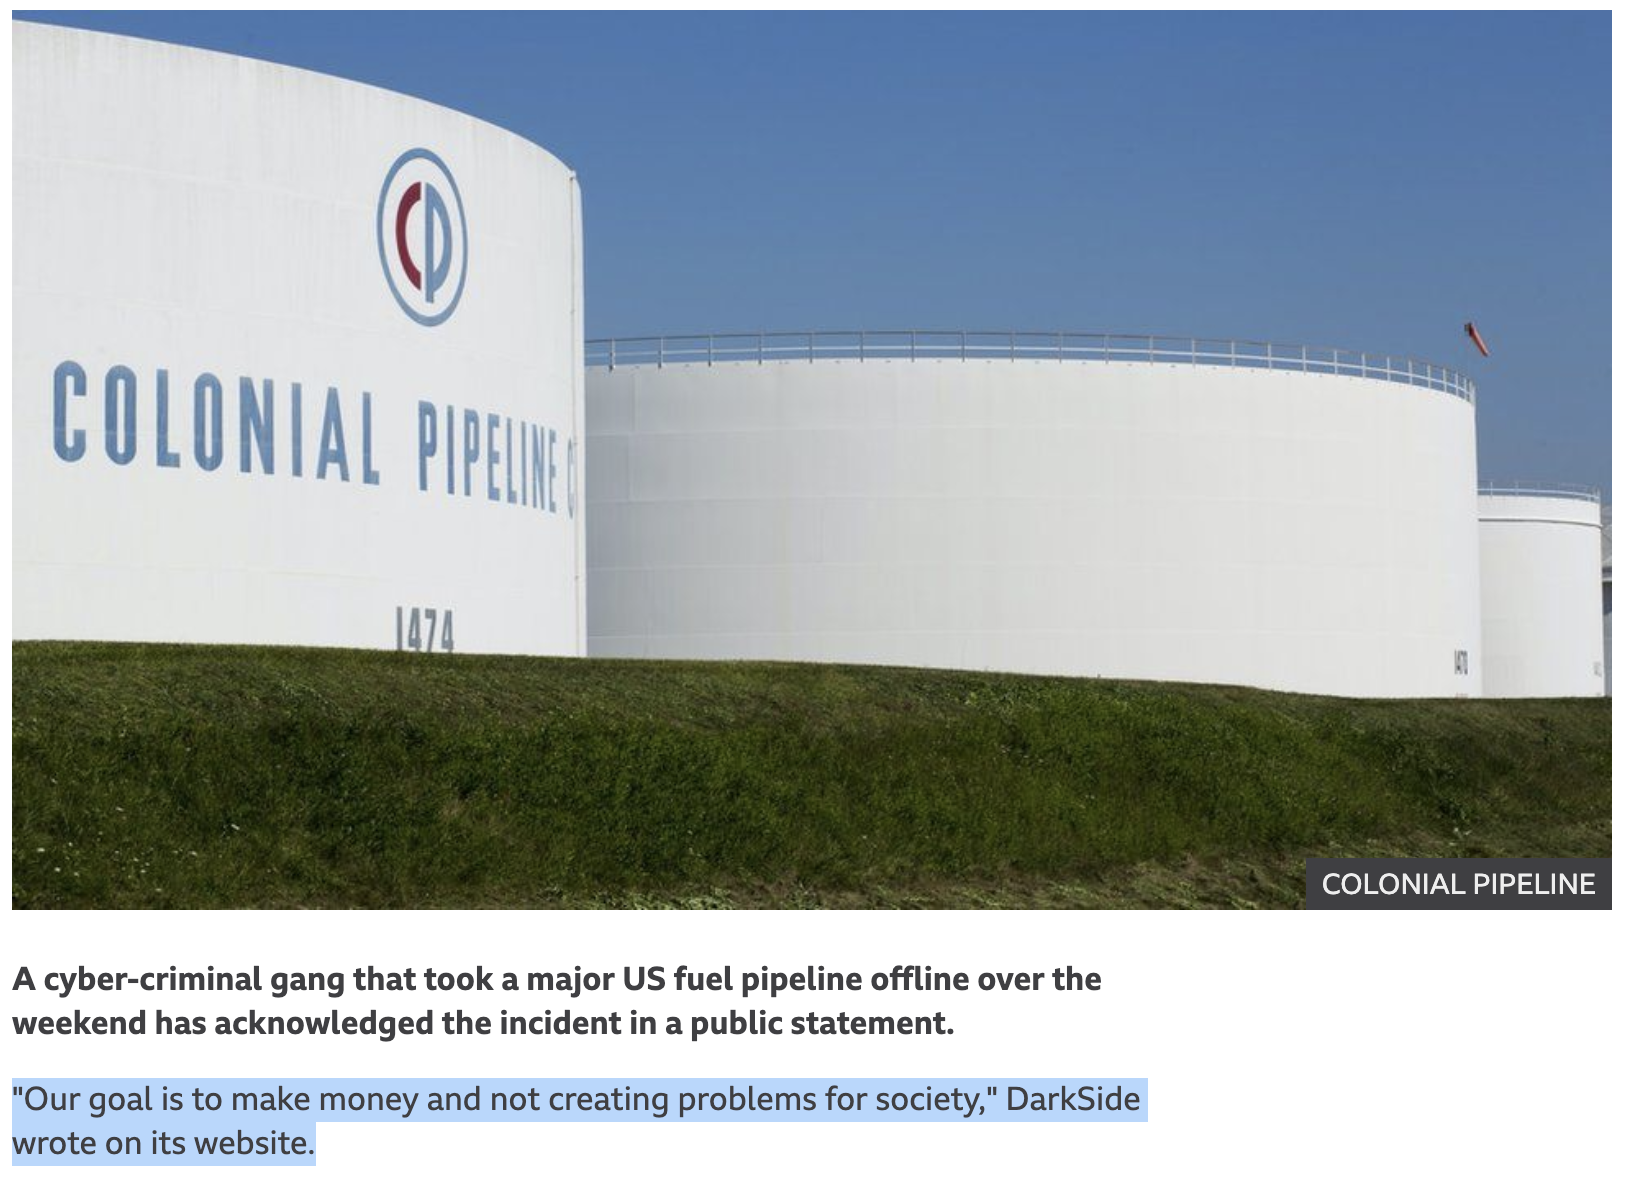 CP
COLONIAL PIPELINE C
1474
1470
COLONIAL PIPELINE
A cyber-criminal gang that took a major US fuel pipeline offline over the
weekend has acknowledged the incident in a public statement.
"Our goal is to make money and not creating problems for society," DarkSide
wrote on its website.